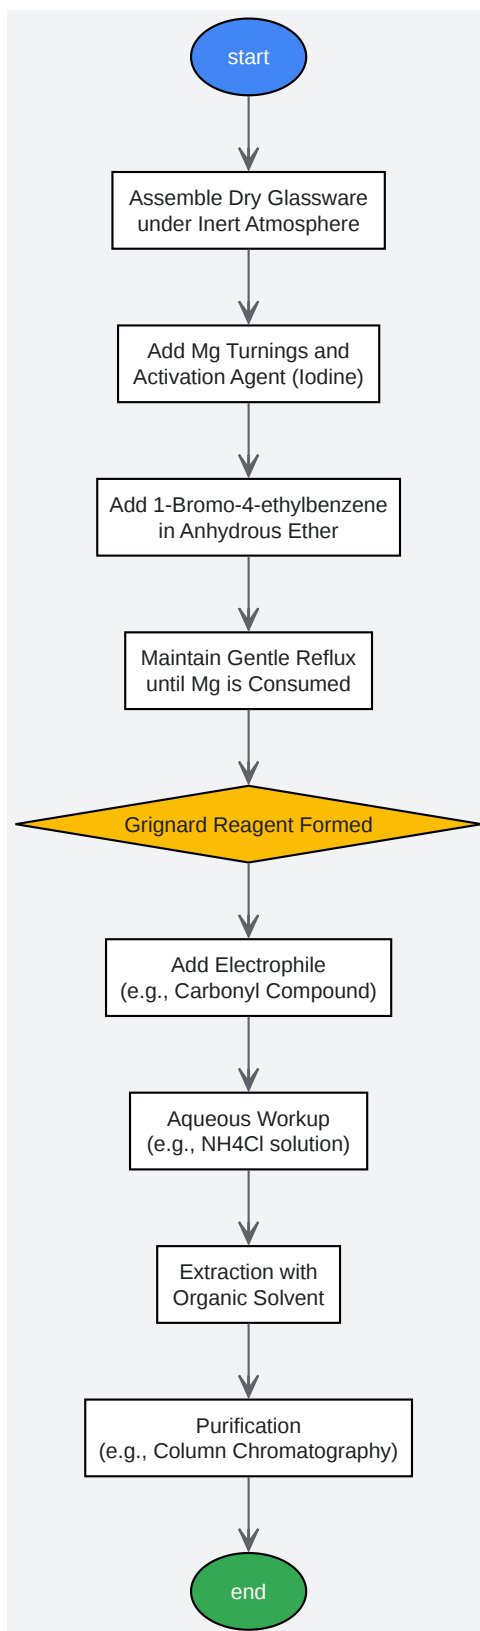 start
Assemble Dry Glassware
under Inert Atmosphere
Add Mg Turnings and
Activation Agent (Iodine)
Add 1-Bromo-4-ethylbenzene
in Anhydrous Ether
Maintain Gentle Reflux
until Mg is Consumed
Grignard Reagent Formed
Add Electrophile
(e.g., Carbonyl Compound)
Aqueous Workup
(e.g., NH4Cl solution)
Extraction with
Organic Solvent
Purification
(e.g., Column Chromatography)
end